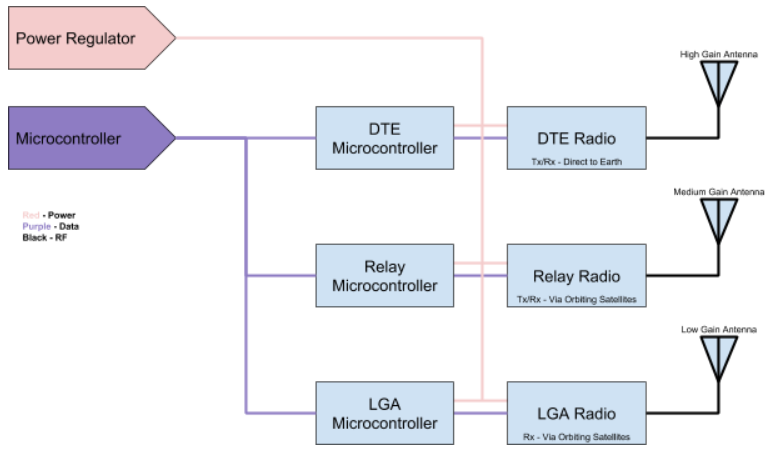 Power Regulator
High Gain Antenna
Microcontroller
DTE
Microcontroller
DTE Radio
Tx/Rx - Direct to Earth
Medium Gain Antenna
Red - Power
Purple - Data
Black - RF
Relay
Microcontroller
Relay Radio
Tx/Rx - Via Orbiting Satellites
Low Gain Antenna
LGA
Microcontroller
LGA Radio
Rx - Via Orbiting Satellites